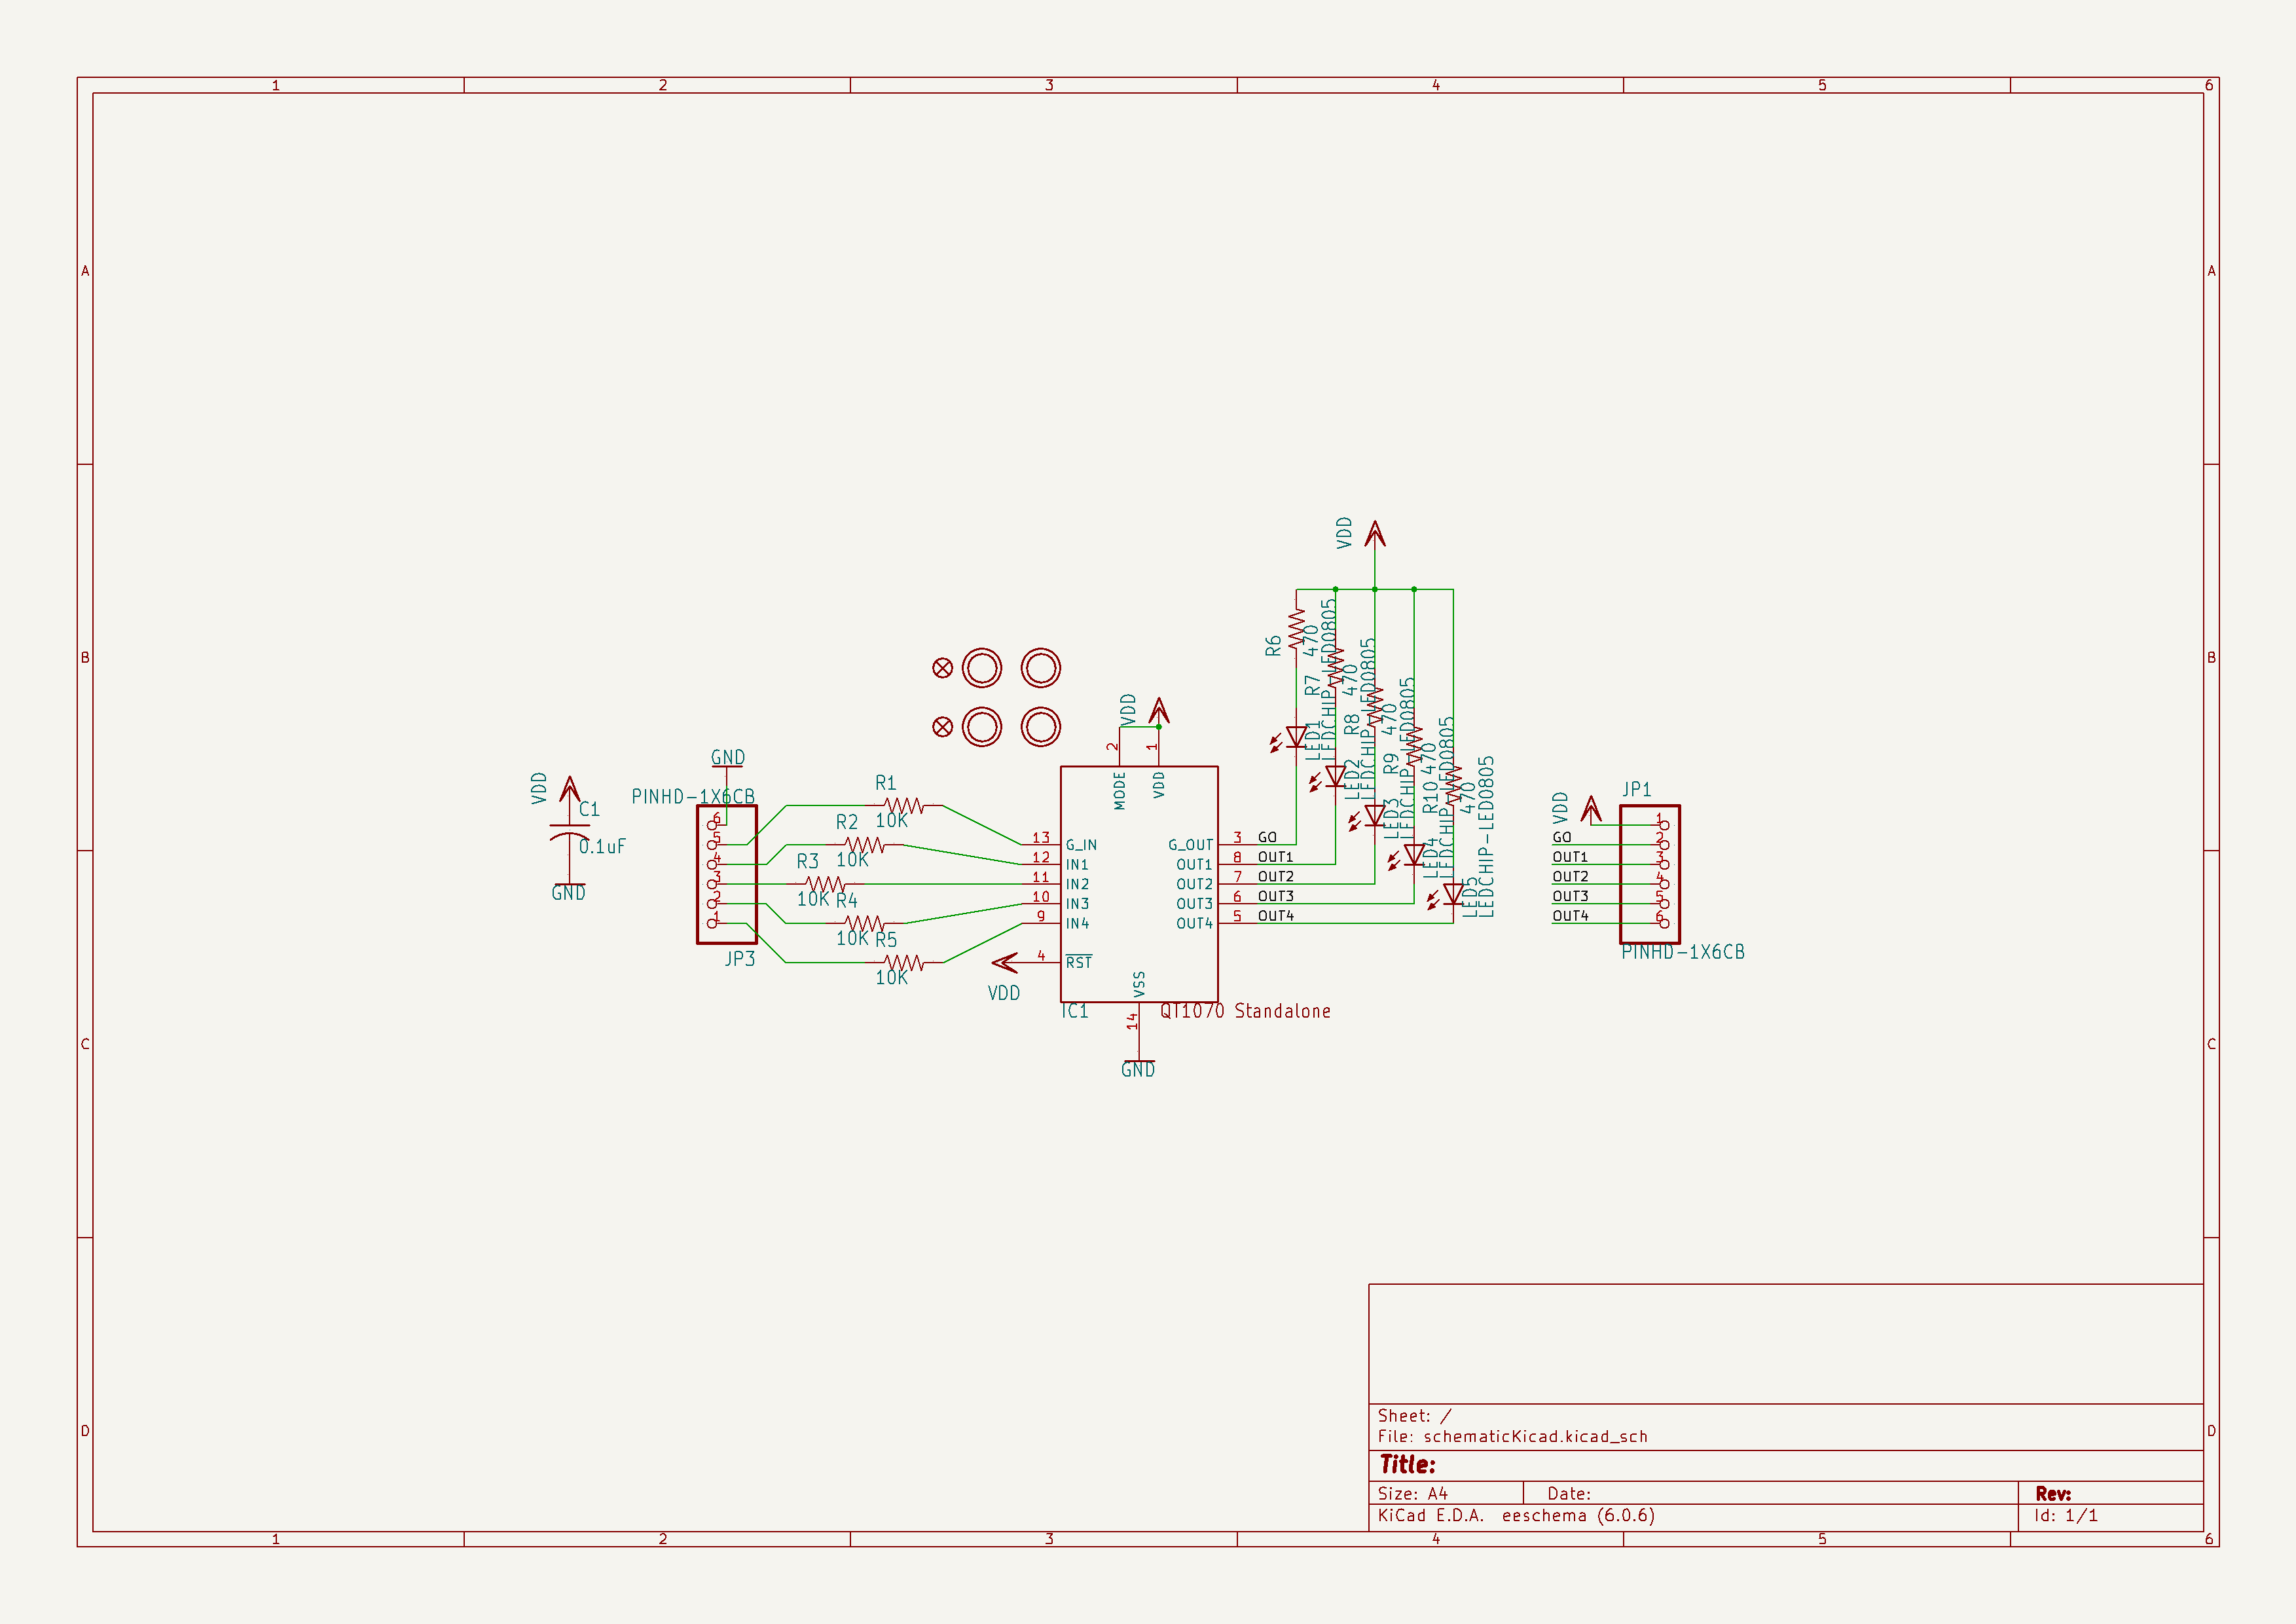 1 2 3 4 5 6
A A
B B
C C
D D
VDD
R6
470
LEDCHIP-LED0805
R7
470
LEDCHIP-LED0805
R8
470
LEDCHIP-LED0805
R9
470
LEDCHIP-LED0805
R10
470
LEDCHIP-LED0805
LED1
LED2
LED3
LED4
LED5
VDD
2
1
MODE
VDD
GND
PINHD-1X6CB
6
5
4
3
2
1
JP3
VDD
C1
0.1uF
GND
R1
10K
R2
10K
R3
10K
R4
10K
R5
10K
13 G_IN
12 IN1
11 IN2
10 IN3
9 IN4
4 RST
VDD
G_OUT 3 GO
OUT1 8 OUT1
OUT2 7 OUT2
OUT3 6 OUT3
OUT4 5 OUT4
VSS
14
IC1
QT1070 Standalone
GND
JP1
VDD
1
GO 2
OUT1 3
OUT2 4
OUT3 5
OUT4 6
PINHD-1X6CB
Sheet: /
File: schematicKicad.kicad_sch
Title:
Size: A4 Date: Rev:
KiCad E.D.A. eeschema (6.0.6) Id: 1/1
1 2 3 4 5 6